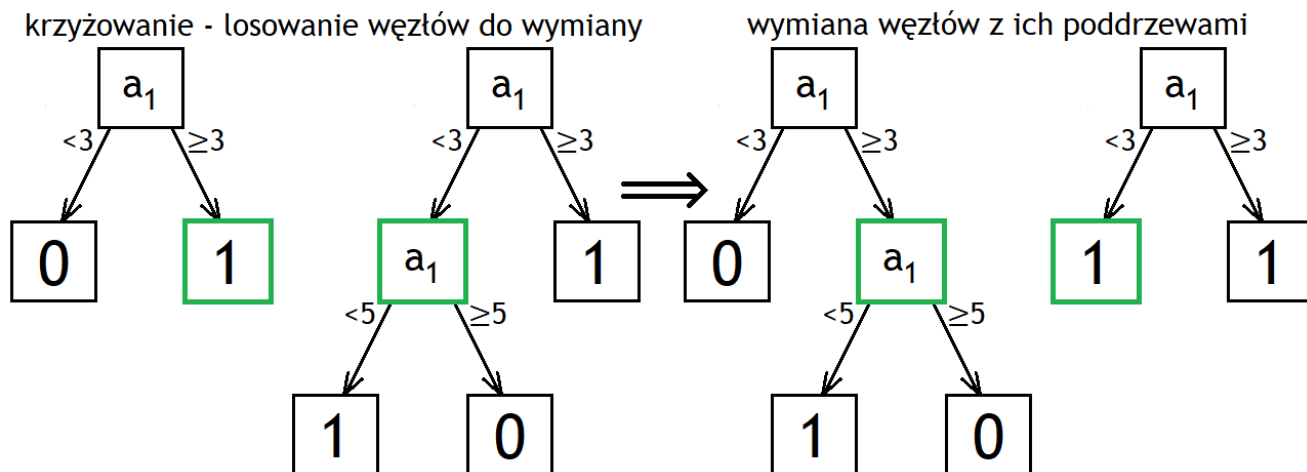 krzyżowanie - losowanie węzłów do wymiany
wymiana węzłów z ich poddrzewami
a₁ a₁ a₁ a₁
<3 ≥3 <3 ≥3 <3 ≥3 <3 ≥3
0 1 a₁ 1 0 a₁ 1 1
<5 ≥5 <5 ≥5
1 0 1 0